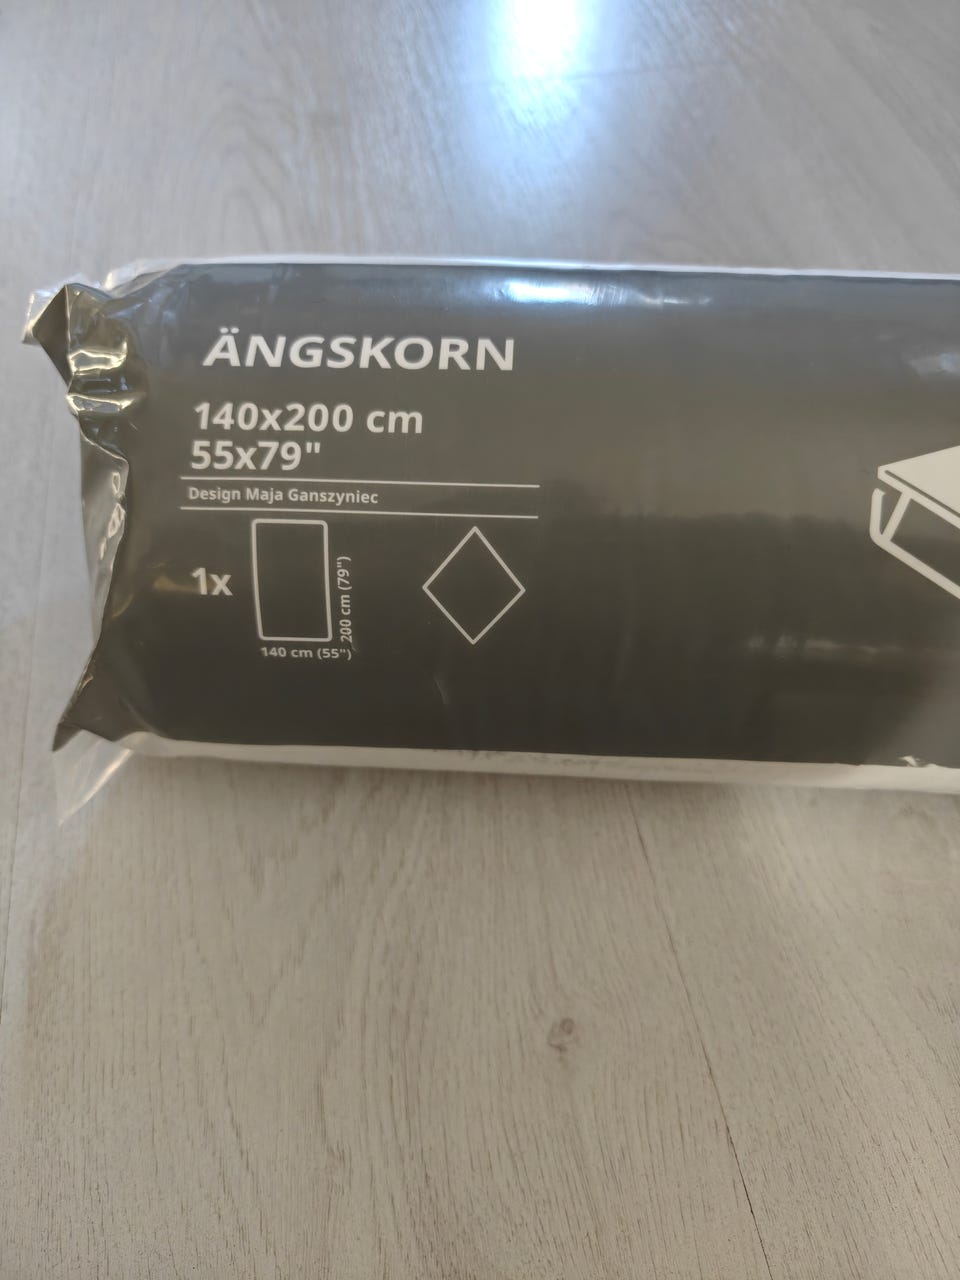 ÄNGSKORN
140x200 cm
55x79"
Design Maja Ganszyniec
1x
200 cm (79")
140 cm (55")